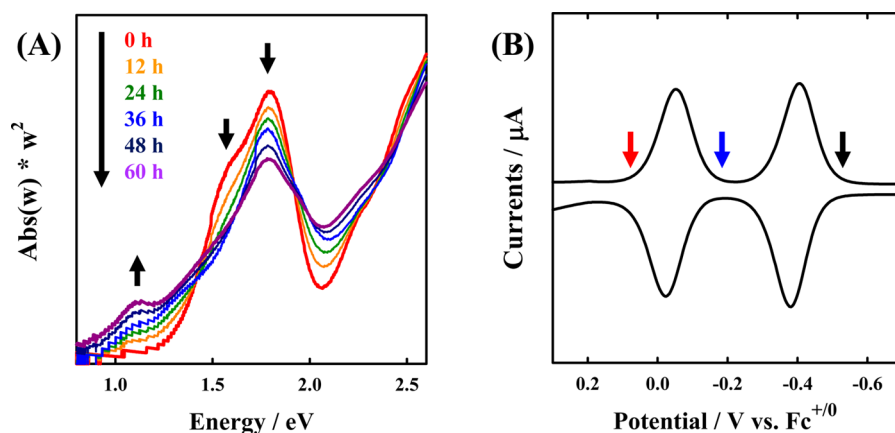 (A)
0 h
12 h
24 h
36 h
48 h
60 h
Abs(w) * w²
1.0 1.5 2.0 2.5
Energy / eV
(B)
Currents / µA
0.2 0.0 -0.2 -0.4 -0.6
Potential / V vs. Fc⁺ᐟ⁰